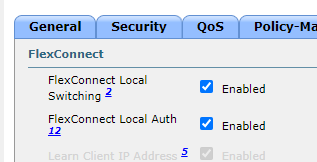 General Security QoS Policy-Ma
FlexConnect
FlexConnect Local
Switching 2 Enabled
FlexConnect Local Auth
12 Enabled
Learn Client IP Address 5 Enabled